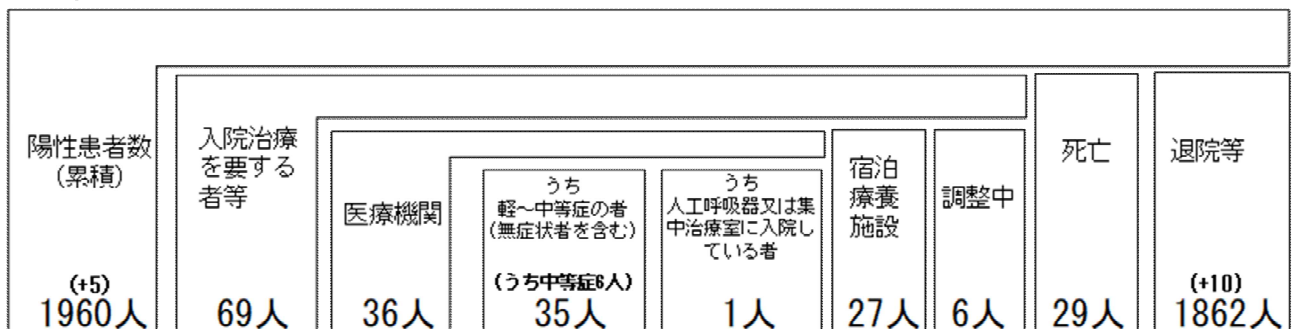 陽性患者数
(累積)
(+5)
1960人
入院治療
を要する
者等
69人
医療機関
36人
うち
軽～中等症の者
(無症状者を含む)
(うち中等症6人)
35人
うち
人工呼吸器又は集
中治療室に入院し
ている者
1人
宿泊
療養
施設
27人
調整中
6人
死亡
29人
退院等
(+10)
1862人